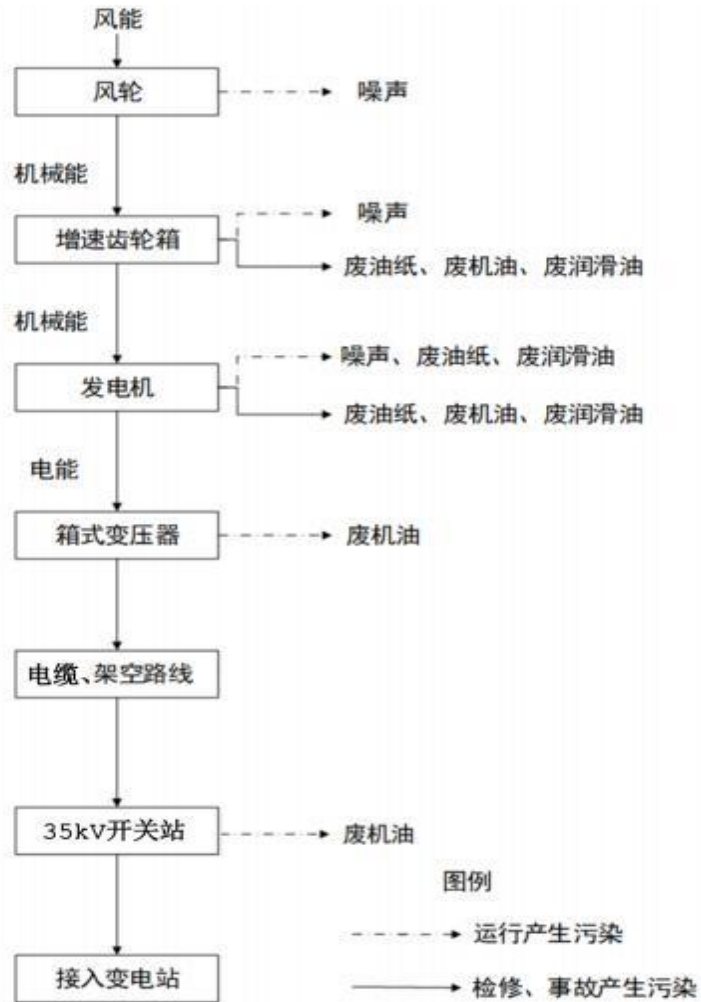 风能
风轮
噪声
机械能
噪声
增速齿轮箱
废油纸、废机油、废润滑油
机械能
噪声、废油纸、废润滑油
发电机
废油纸、废机油、废润滑油
电能
箱式变压器
废机油
电缆、架空路线
35kV开关站
废机油
图例
运行产生污染
接入变电站
检修、事故产生污染